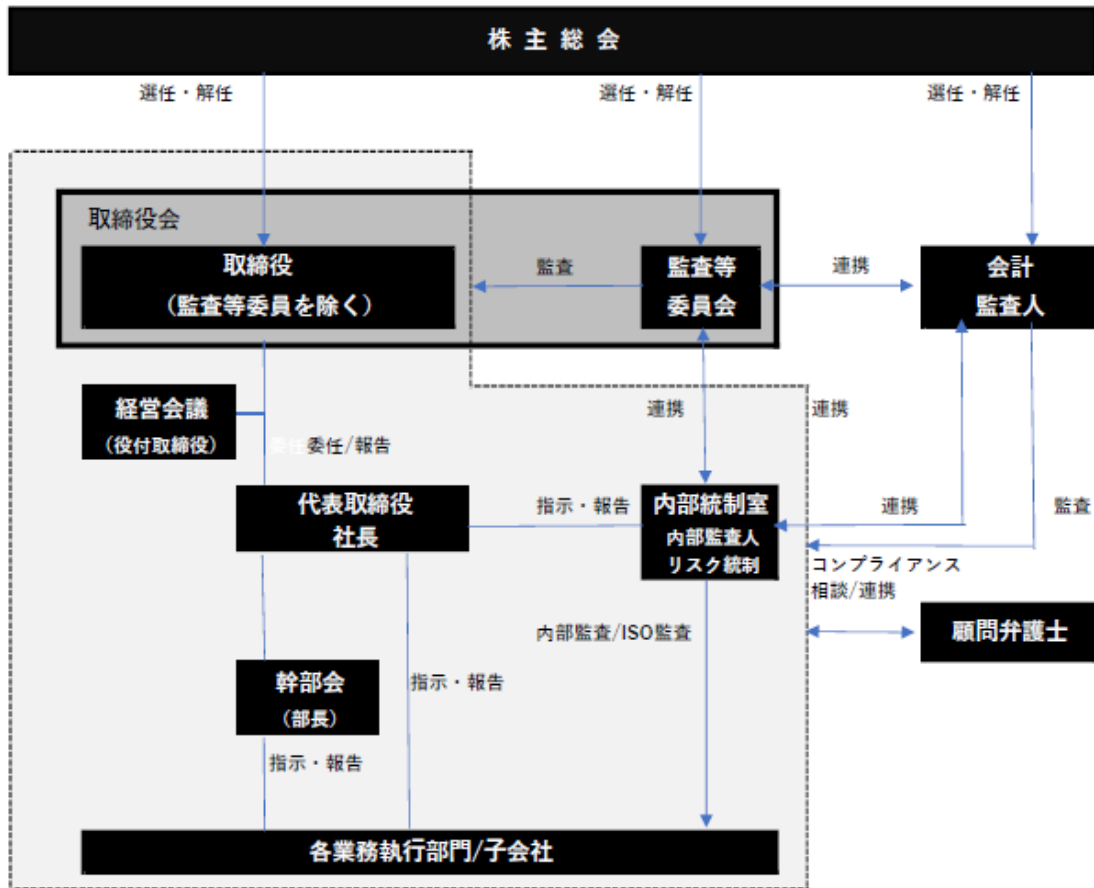 株主総会
選任・解任
選任・解任
選任・解任
取締役会
取締役
(監査等委員を除く)
監査
監査等
委員会
連携
会計
監査人
経営会議
(役付取締役)
委任委任/報告
連携
連携
代表取締役
社長
指示・報告
内部統制室
内部監査人
リスク統制
連携
監査
コンプライアンス
相談/連携
顧問弁護士
内部監査/ISO監査
幹部会
(部長)
指示・報告
指示・報告
各業務執行部門/子会社